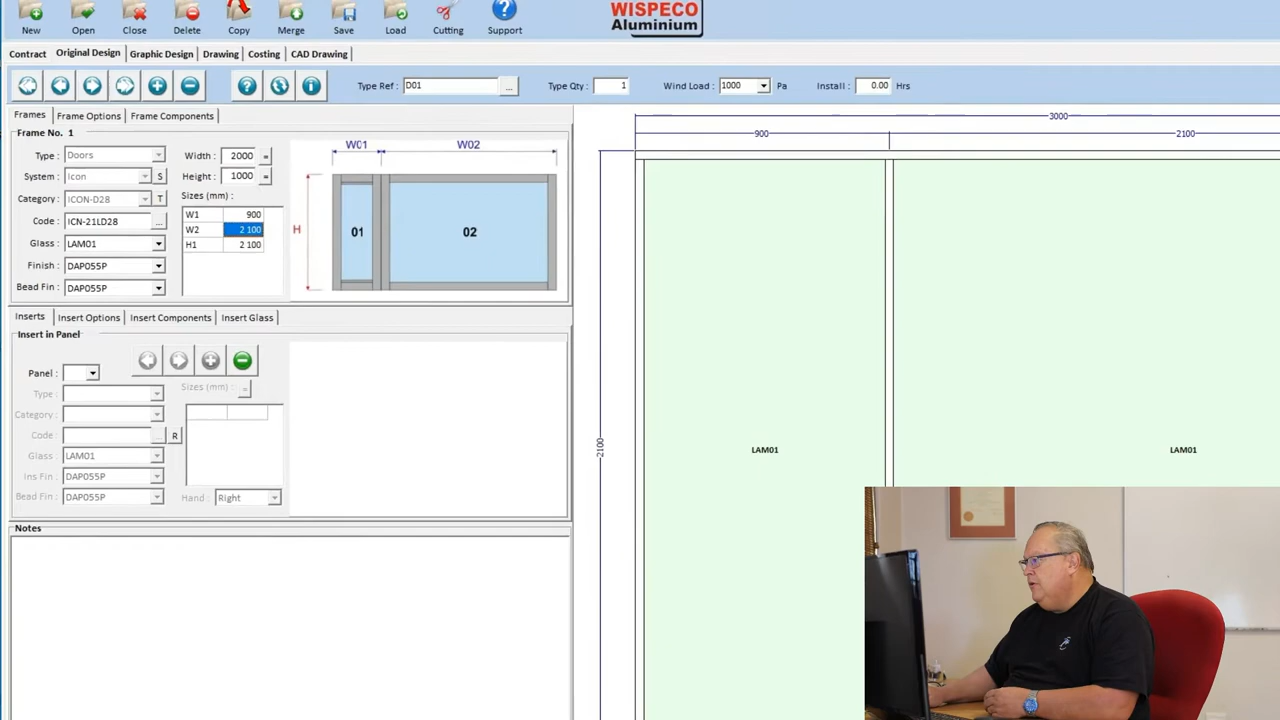 New Open Close Delete Copy Merge Save Load Cutting Support
WISPECO
Aluminium
Contract Original Design Graphic Design Drawing Costing CAD Drawing
Type Ref : D01 ... Type Qty : 1 Wind Load : 1000 Pa Install : 0.00 Hrs
Frames Frame Options Frame Components
Frame No. 1
Type : Doors
System : Icon S
Category : ICON-D28 T
Code : ICN-21LD28 ...
Glass : LAM01
Finish : DAP055P
Bead Fin : DAP055P
Width : 2000 =
Height : 1000 =
Sizes (mm) :
W1 900
W2 2 100
H1 2 100
W01 W02
H
01 02
Inserts Insert Options Insert Components Insert Glass
Insert in Panel
Panel :
Type :
Category :
Code : ... R
Glass : LAM01
Ins Fin : DAP055P
Bead Fin : DAP055P
Sizes (mm) : =
Hand : Right
Notes
3000
900 2100
2100
LAM01 LAM01